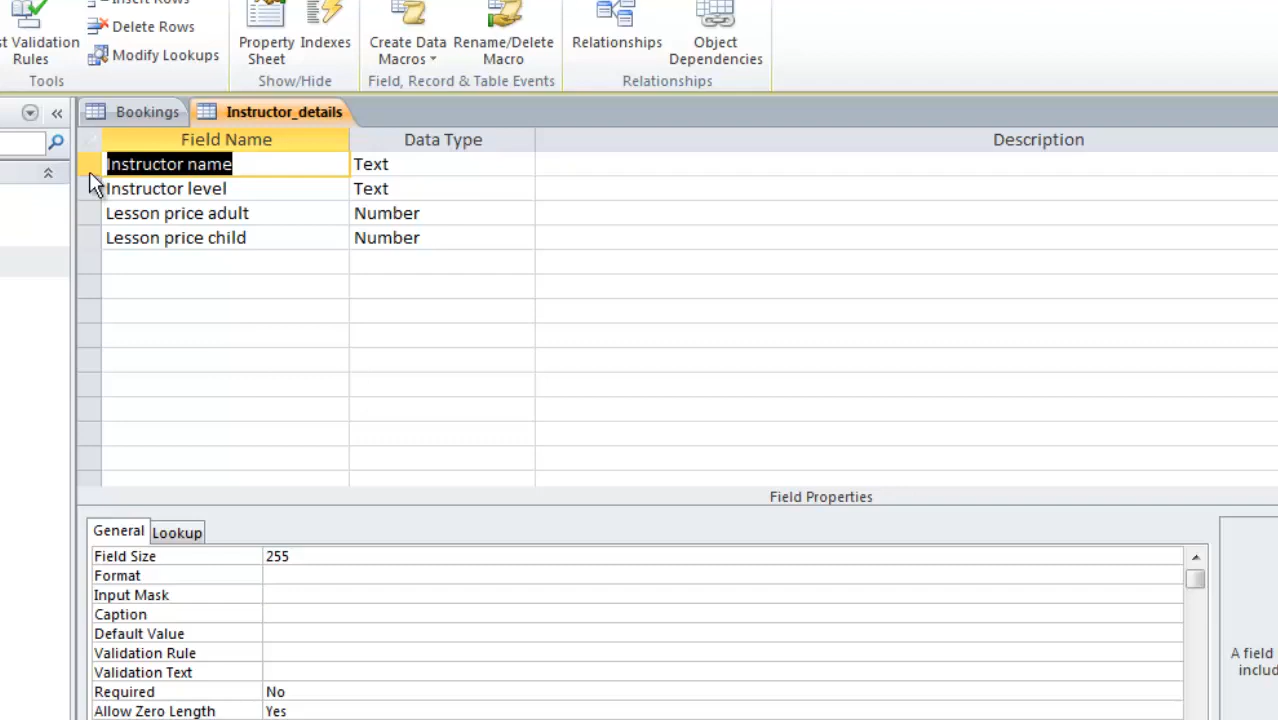 Insert Rows
t Validation
Rules
Delete Rows
Modify Lookups
Tools
Property
Sheet
Indexes
Show/Hide
Create Data
Macros
Rename/Delete
Macro
Field, Record & Table Events
Relationships
Object
Dependencies
Relationships
Bookings
Instructor_details
Field Name Data Type Description
Instructor name Text
Instructor level Text
Lesson price adult Number
Lesson price child Number
Field Properties
General Lookup
Field Size 255
Format
Input Mask
Caption
Default Value
Validation Rule
Validation Text
Required No
Allow Zero Length Yes
A field
includ